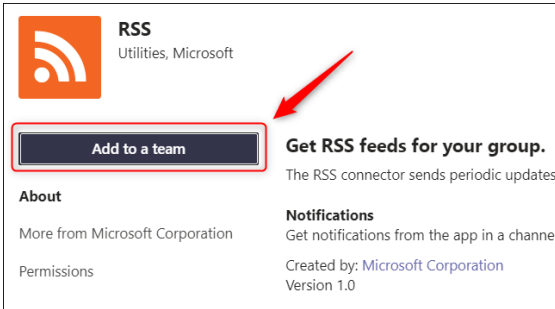 RSS
Utilities, Microsoft
Add to a team
About
More from Microsoft Corporation
Permissions
Get RSS feeds for your group.
The RSS connector sends periodic updates
Notifications
Get notifications from the app in a channe
Created by: Microsoft Corporation
Version 1.0